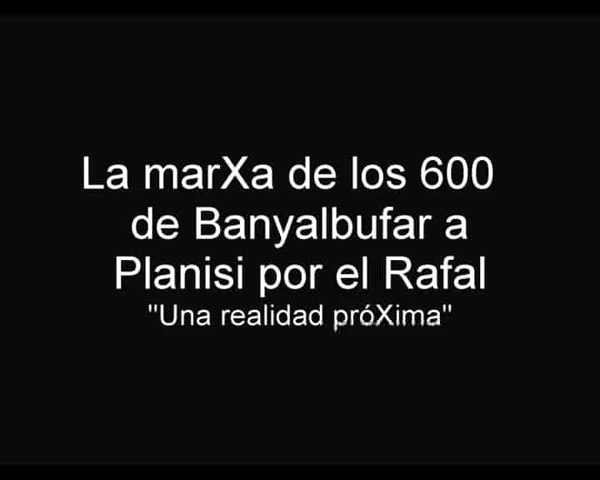 La marXa de los 600
de Banyalbufar a
Planisi por el Rafal
"Una realidad próXima"